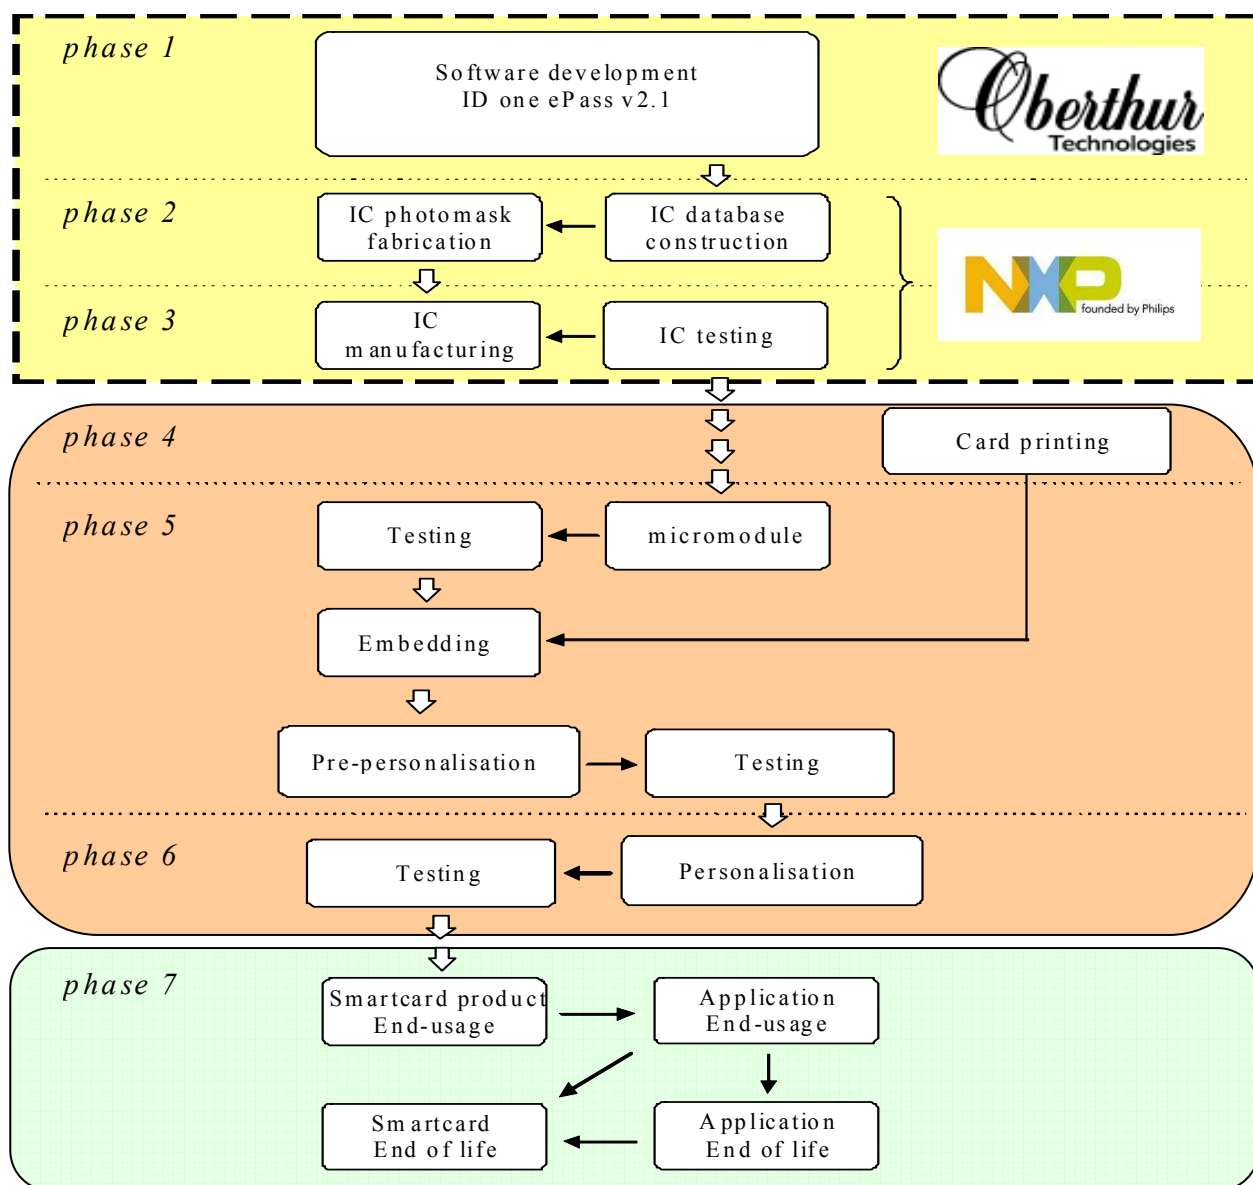 phase 1
Software development
ID one ePass v2.1
Oberthur
Technologies
phase 2
IC photomask
fabrication
IC database
construction
NXP
founded by Philips
phase 3
IC
manufacturing
IC testing
phase 4
Card printing
phase 5
Testing
micromodule
Embedding
Pre-personalisation
Testing
phase 6
Testing
Personalisation
phase 7
Smartcard product
End-usage
Application
End-usage
Smartcard
End of life
Application
End of life